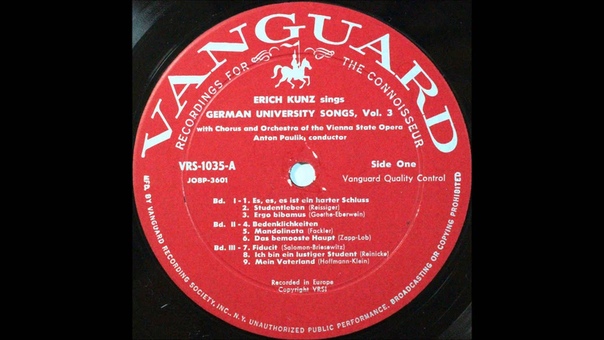 VANGUARD
RECORDINGS FOR THE CONNOISSEUR
ERICH KUNZ sings
GERMAN UNIVERSITY SONGS, Vol. 3
with Chorus and Orchestra of the Vienna State Opera
Anton Paulik, conductor
VRS-1035-A
Side One
JOBP-3601
Vanguard Quality Control
Bd. I - 1. Es, es, es ist ein harter Schluss
2. Studentleben (Reissiger)
3. Ergo bibamus (Goethe-Eberwein)
Bd. II - 4. Bedenklichkeiten
5. Mandolinata (Fackler)
6. Das bemooste Haupt (Zapp-Lob)
Bd. III - 7. Fiducit (Salomon-Briesewitz)
8. Ich bin ein lustiger Student (Reinicke)
9. Mein Vaterland (Hoffmann-Klein)
Recorded in Europe
Copyright VRSI
MFG. BY VANGUARD RECORDING SOCIETY, INC., N.Y. UNAUTHORIZED PUBLIC PERFORMANCE, BROADCASTING OR COPYING PROHIBITED